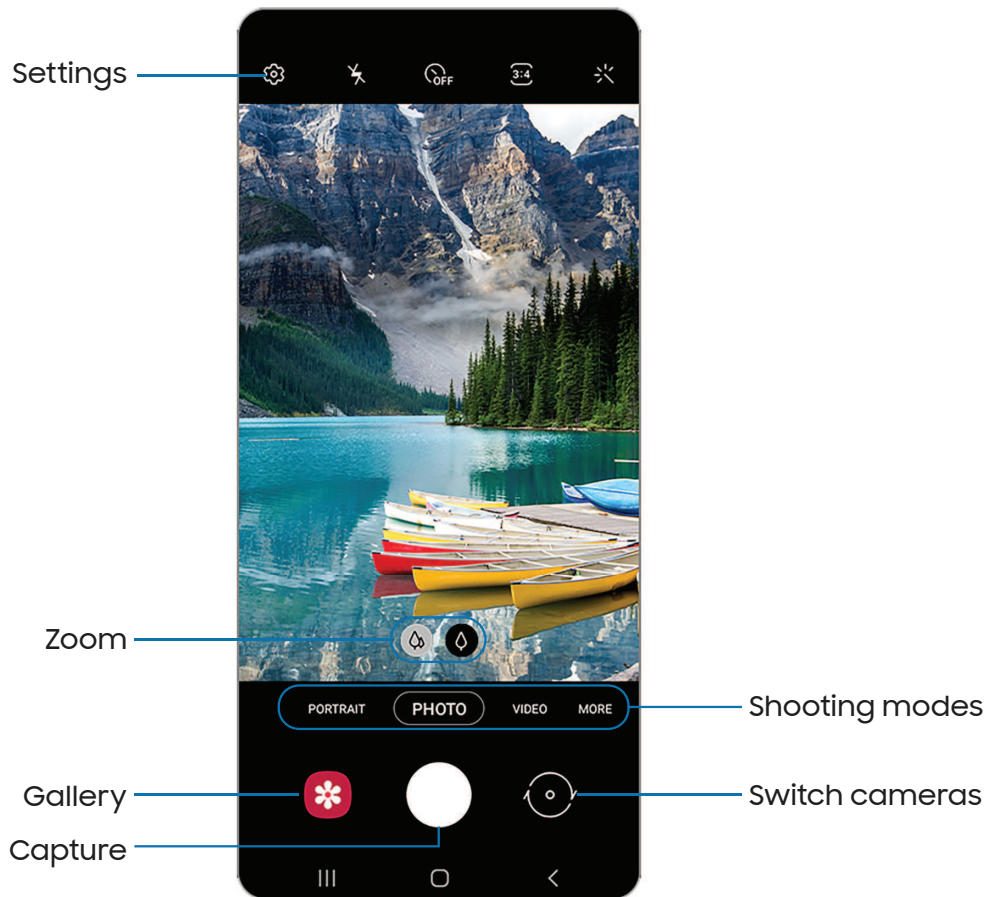 Settings
OFF
3:4
Zoom
PORTRAIT PHOTO VIDEO MORE
Shooting modes
Gallery
Switch cameras
Capture